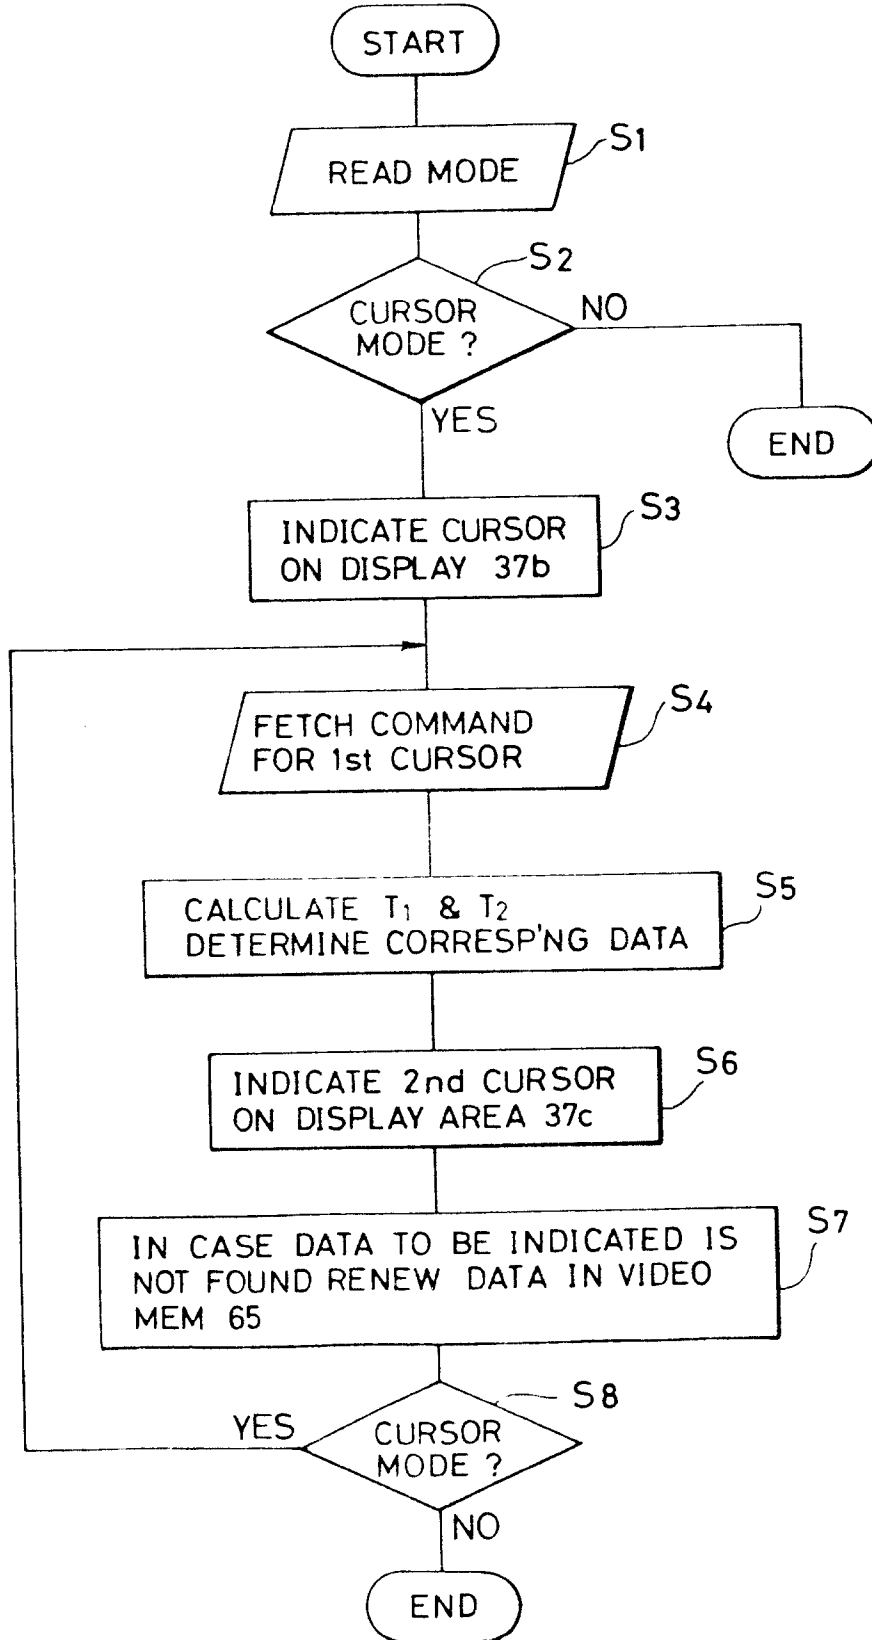 START
READ MODE
S1
S2
CURSOR
MODE ?
NO
YES
END
S3
INDICATE CURSOR
ON DISPLAY 37b
S4
FETCH COMMAND
FOR 1st CURSOR
S5
CALCULATE T1 & T2
DETERMINE CORRESP'NG DATA
S6
INDICATE 2nd CURSOR
ON DISPLAY AREA 37c
S7
IN CASE DATA TO BE INDICATED IS
NOT FOUND RENEW DATA IN VIDEO
MEM 65
S8
YES
CURSOR
MODE ?
NO
END